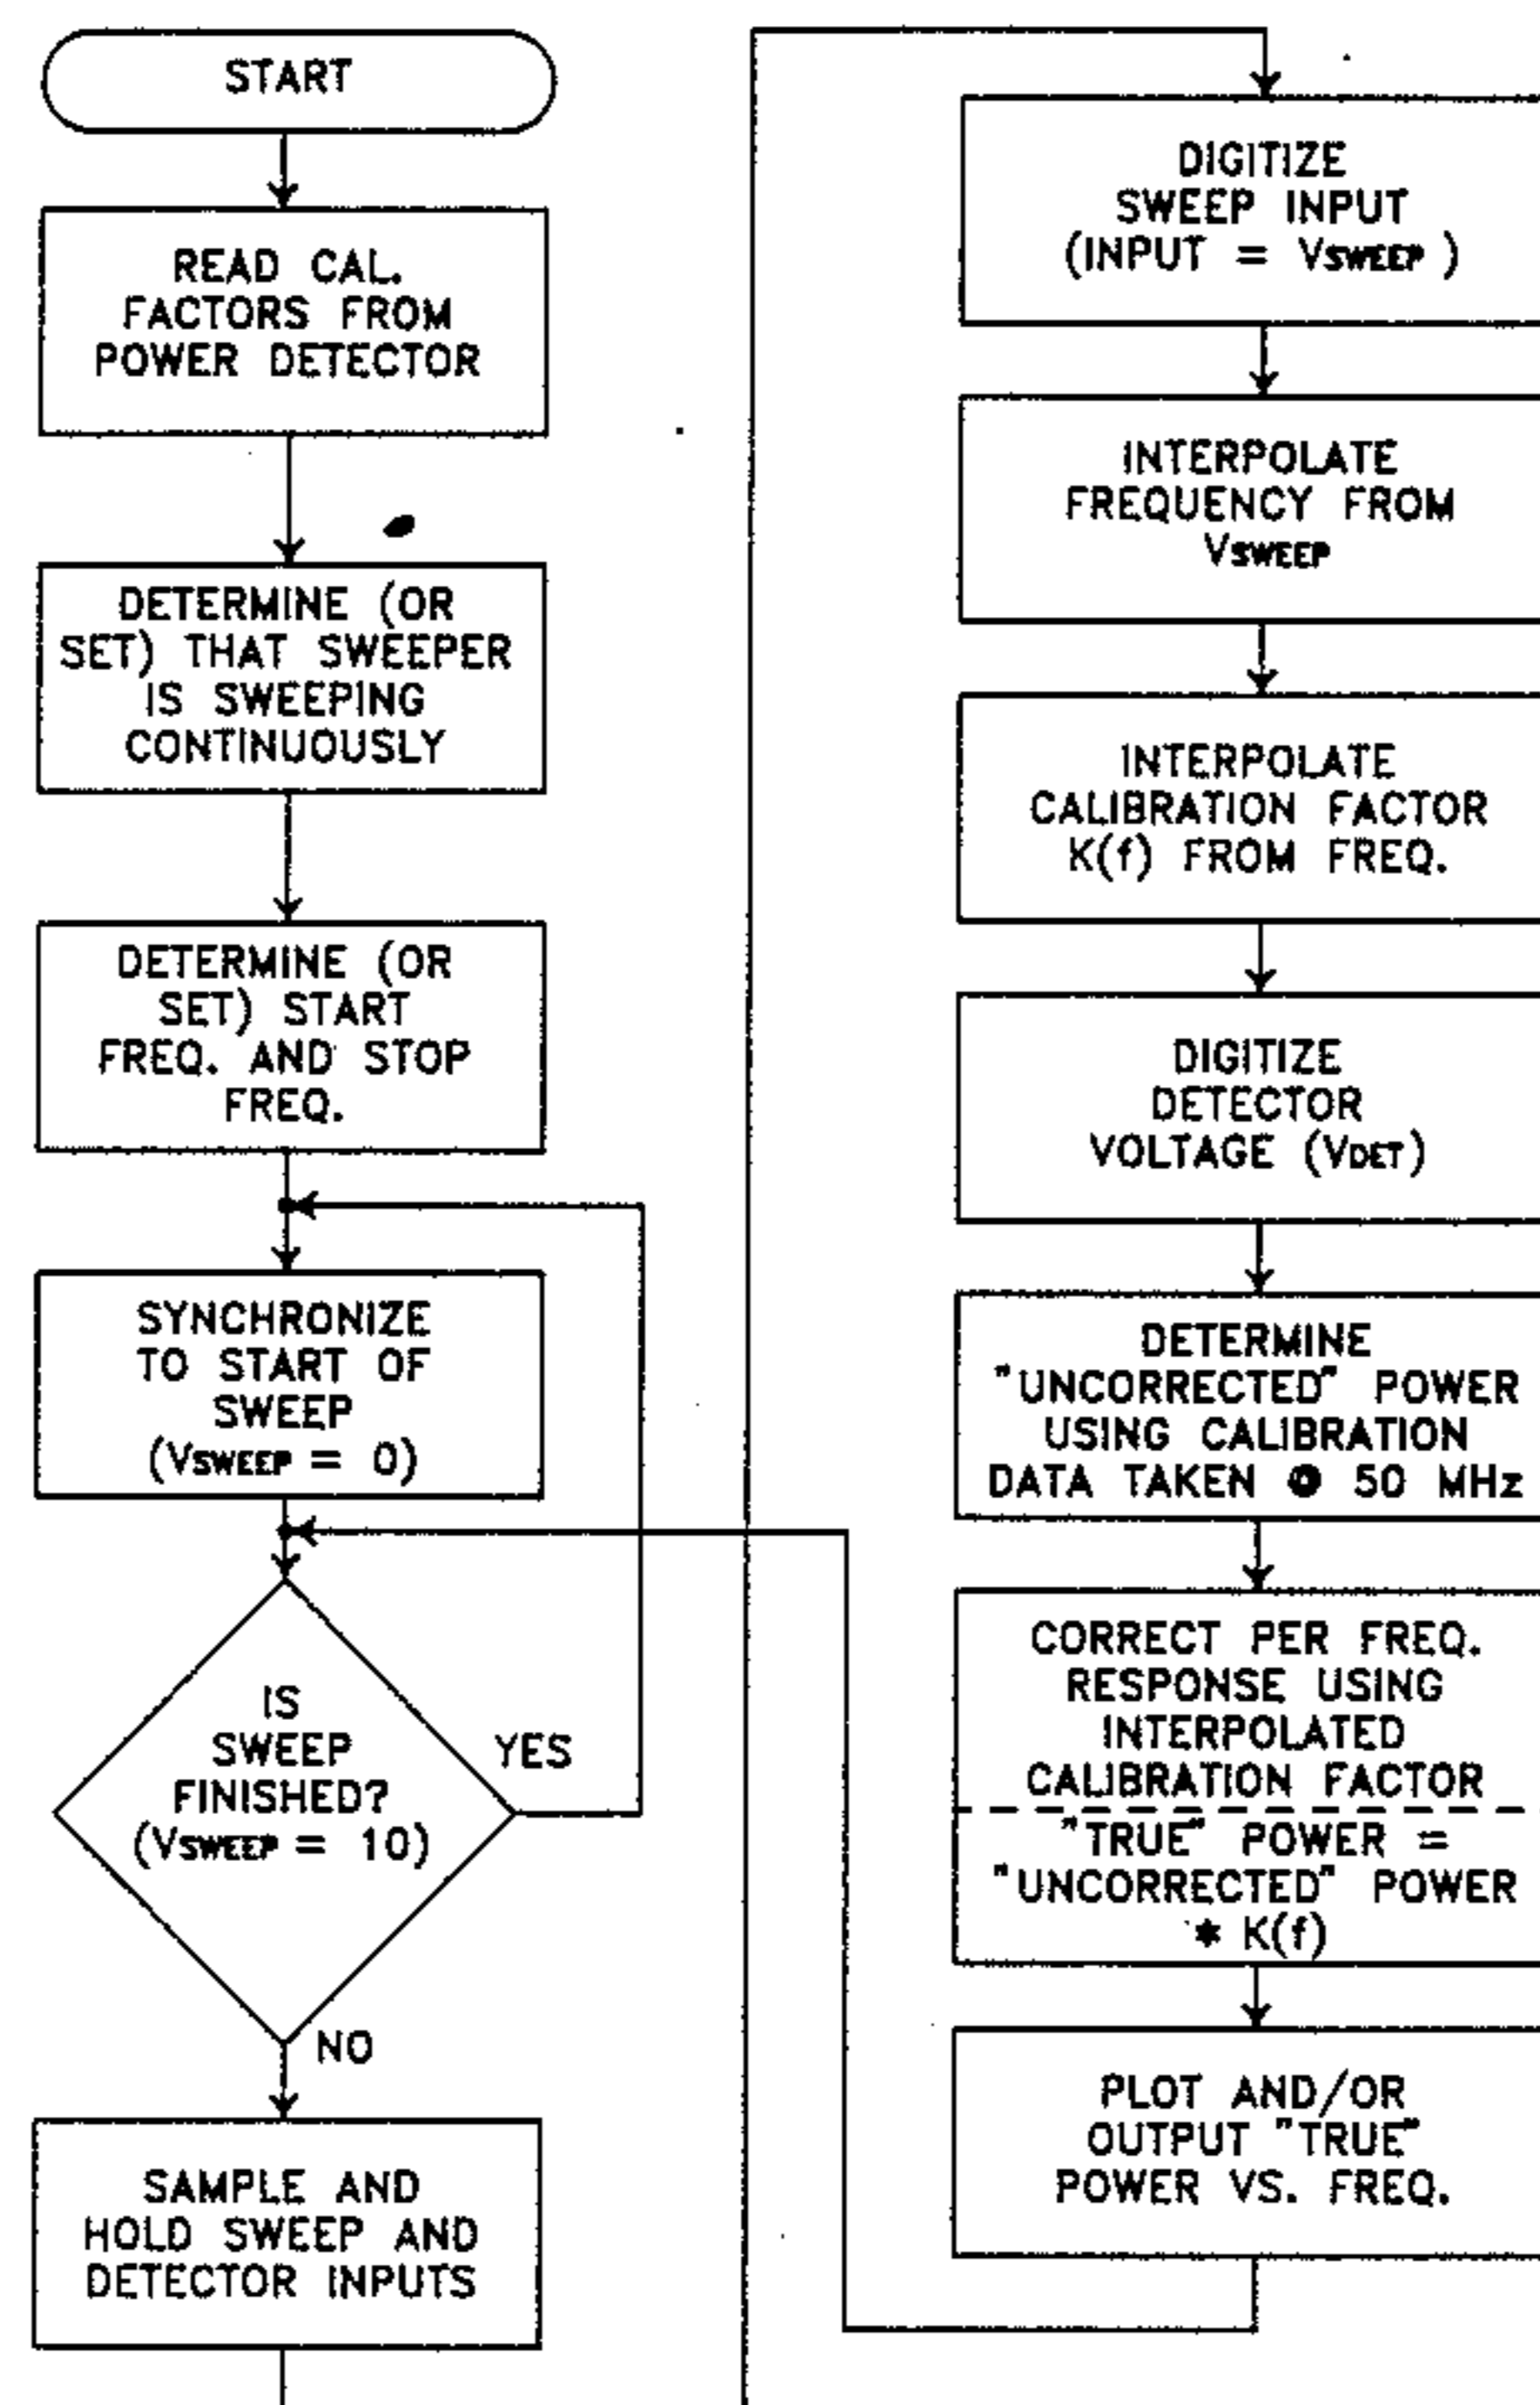 START
READ CAL.
FACTORS FROM
POWER DETECTOR
DETERMINE (OR
SET) THAT SWEEPER
IS SWEEPING
CONTINUOUSLY
DETERMINE (OR
SET) START
FREQ. AND STOP
FREQ.
SYNCHRONIZE
TO START OF
SWEEP
(VSWEEP = 0)
IS
SWEEP
FINISHED?
(VSWEEP = 10)
YES
NO
SAMPLE AND
HOLD SWEEP AND
DETECTOR INPUTS
DIGITIZE
SWEEP INPUT
(INPUT = VSWEEP )
INTERPOLATE
FREQUENCY FROM
VSWEEP
INTERPOLATE
CALIBRATION FACTOR
K(f) FROM FREQ.
DIGITIZE
DETECTOR
VOLTAGE (VDET)
DETERMINE
"UNCORRECTED" POWER
USING CALIBRATION
DATA TAKEN @ 50 MHz
CORRECT PER FREQ.
RESPONSE USING
INTERPOLATED
CALIBRATION FACTOR
"TRUE" POWER =
"UNCORRECTED" POWER
* K(f)
PLOT AND/OR
OUTPUT "TRUE"
POWER VS. FREQ.